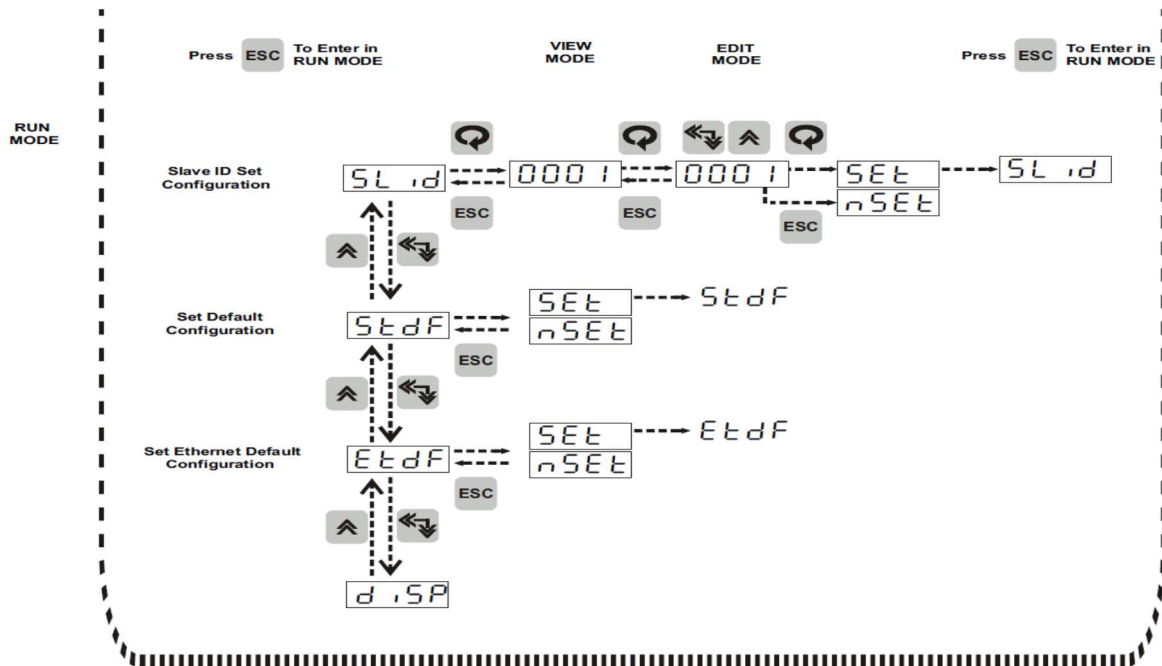 Press ESC To Enter in RUN MODE
VIEW MODE
EDIT MODE
Press ESC To Enter in RUN MODE
RUN MODE
Slave ID Set Configuration
SL id
0001
0001
SEt
nSEt
SL id
ESC
ESC
ESC
Set Default Configuration
StdF
SEt
nSEt
StdF
ESC
Set Ethernet Default Configuration
EtdF
SEt
nSEt
EtdF
ESC
diSP